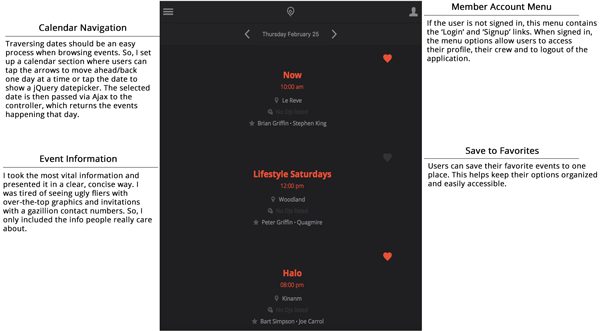 Calendar Navigation
Traversing dates should be an easy
process when browsing events. So, I set
up a calendar section where users can
tap the arrows to move ahead/back
one day at a time or tap the date to
show a jQuery datepicker. The selected
date is then passed via Ajax to the
controller, which returns the events
happening that day.
Event Information
I took the most vital information and
presented it in a clear, concise way. I
was tired of seeing ugly fliers with
over-the-top graphics and invitations
with a gazillion contact numbers. So, I
only included the info people really care
about.
Thursday February 25
Now
10:00 am
Le Reve
No DJs listed
Brian Griffin • Stephen King
Lifestyle Saturdays
12:00 pm
Woodland
No DJs listed
Peter Griffin • Quagmire
Halo
08:00 pm
Kinanm
No DJs listed
Bart Simpson • Joe Carrol
Member Account Menu
If the user is not signed in, this menu contains
the ‘Login’ and ‘Signup’ links. When signed in,
the menu options allow users to access
their profile, their crew and to logout of the
application.
Save to Favorites
Users can save their favorite events to one
place. This helps keep their options organized
and easily accessible.